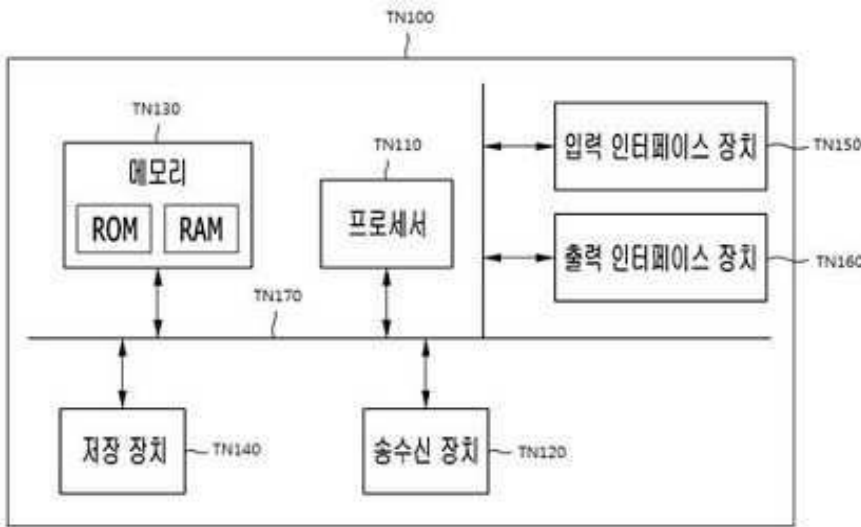 TN100
TN130
메모리
ROM RAM
TN110
프로세서
입력 인터페이스 장치
TN150
출력 인터페이스 장치
TN160
TN170
저장 장치
TN140
송수신 장치
TN120